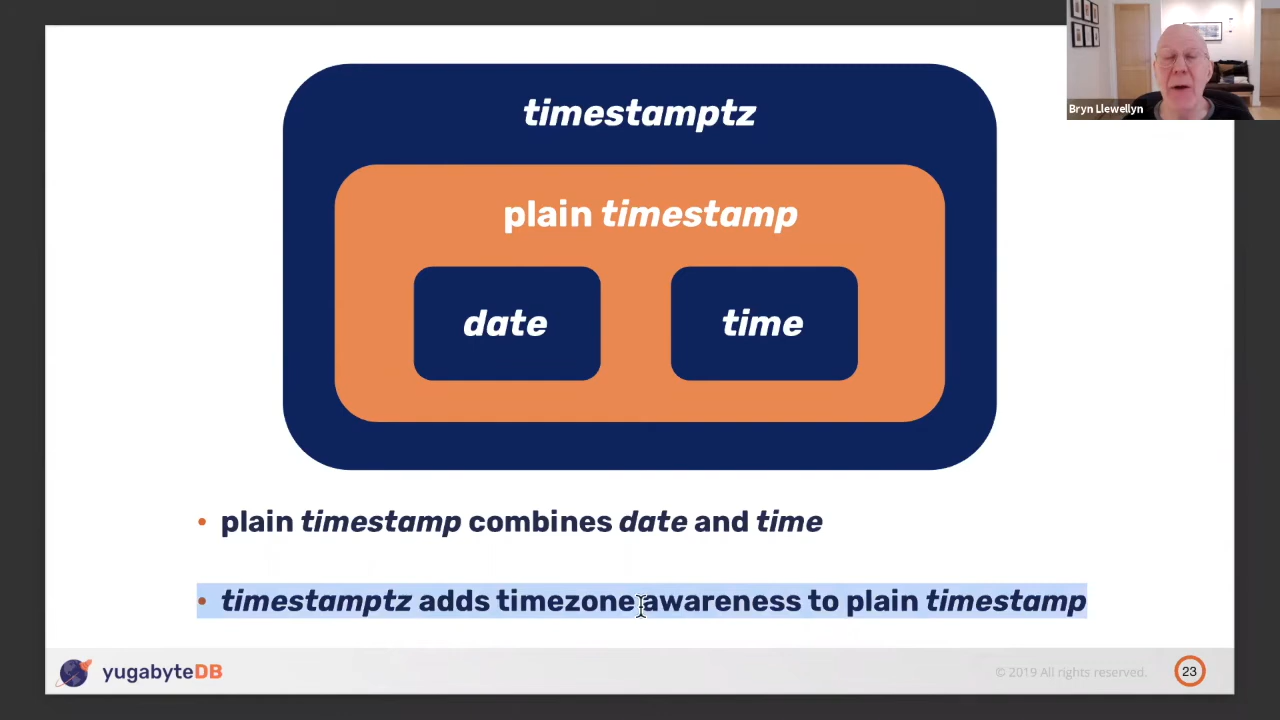 timestamptz
Bryn Llewellyn
plain timestamp
date
time
• plain timestamp combines date and time
• timestamptz adds timezone awareness to plain timestamp
yugabyteDB
© 2019 All rights reserved.
23